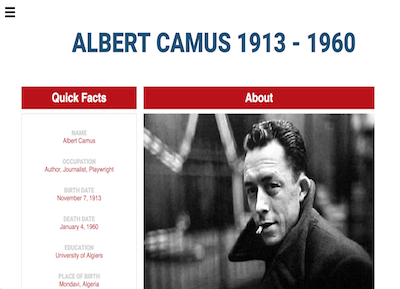 ALBERT CAMUS 1913 - 1960
Quick Facts
NAME
Albert Camus
OCCUPATION
Author, Journalist, Playwright
BIRTH DATE
November 7, 1913
DEATH DATE
January 4, 1960
EDUCATION
University of Algiers
PLACE OF BIRTH
Mondavi, Algeria
About